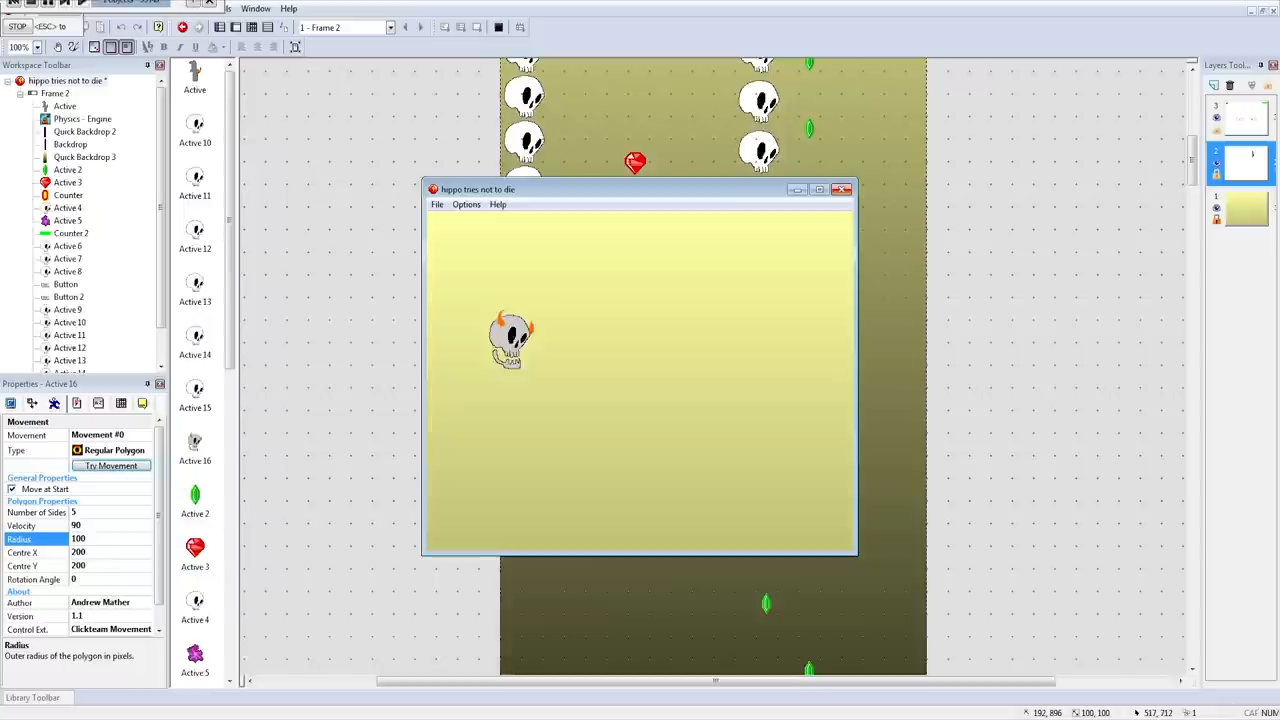 Window Help
STOP <ESC> to
1 - Frame 2
100%
Workspace Toolbar
hippo tries not to die *
Frame 2
Active
Physics - Engine
Quick Backdrop 2
Backdrop
Quick Backdrop 3
Active 2
Active 3
Counter
Active 4
Active 5
Counter 2
Active 6
Active 7
Active 8
Button
Button 2
Active 9
Active 10
Active 11
Active 12
Active 13
Properties - Active 16
Movement
Movement Movement #0
Type Regular Polygon
Try Movement
General Properties
Move at Start
Polygon Properties
Number of Sides 5
Velocity 90
Radius 100
Centre X 200
Centre Y 200
Rotation Angle 0
About
Author Andrew Mather
Version 1.1
Control Ext. Clickteam Movement
Radius
Outer radius of the polygon in pixels.
Library Toolbar
Active
Active 10
Active 11
Active 12
Active 13
Active 14
Active 15
Active 16
Active 2
Active 3
Active 4
Active 5
hippo tries not to die
File Options Help
Layers Tool...
3
2
1
192, 896 100, 100 517, 712 1 CAF NUM